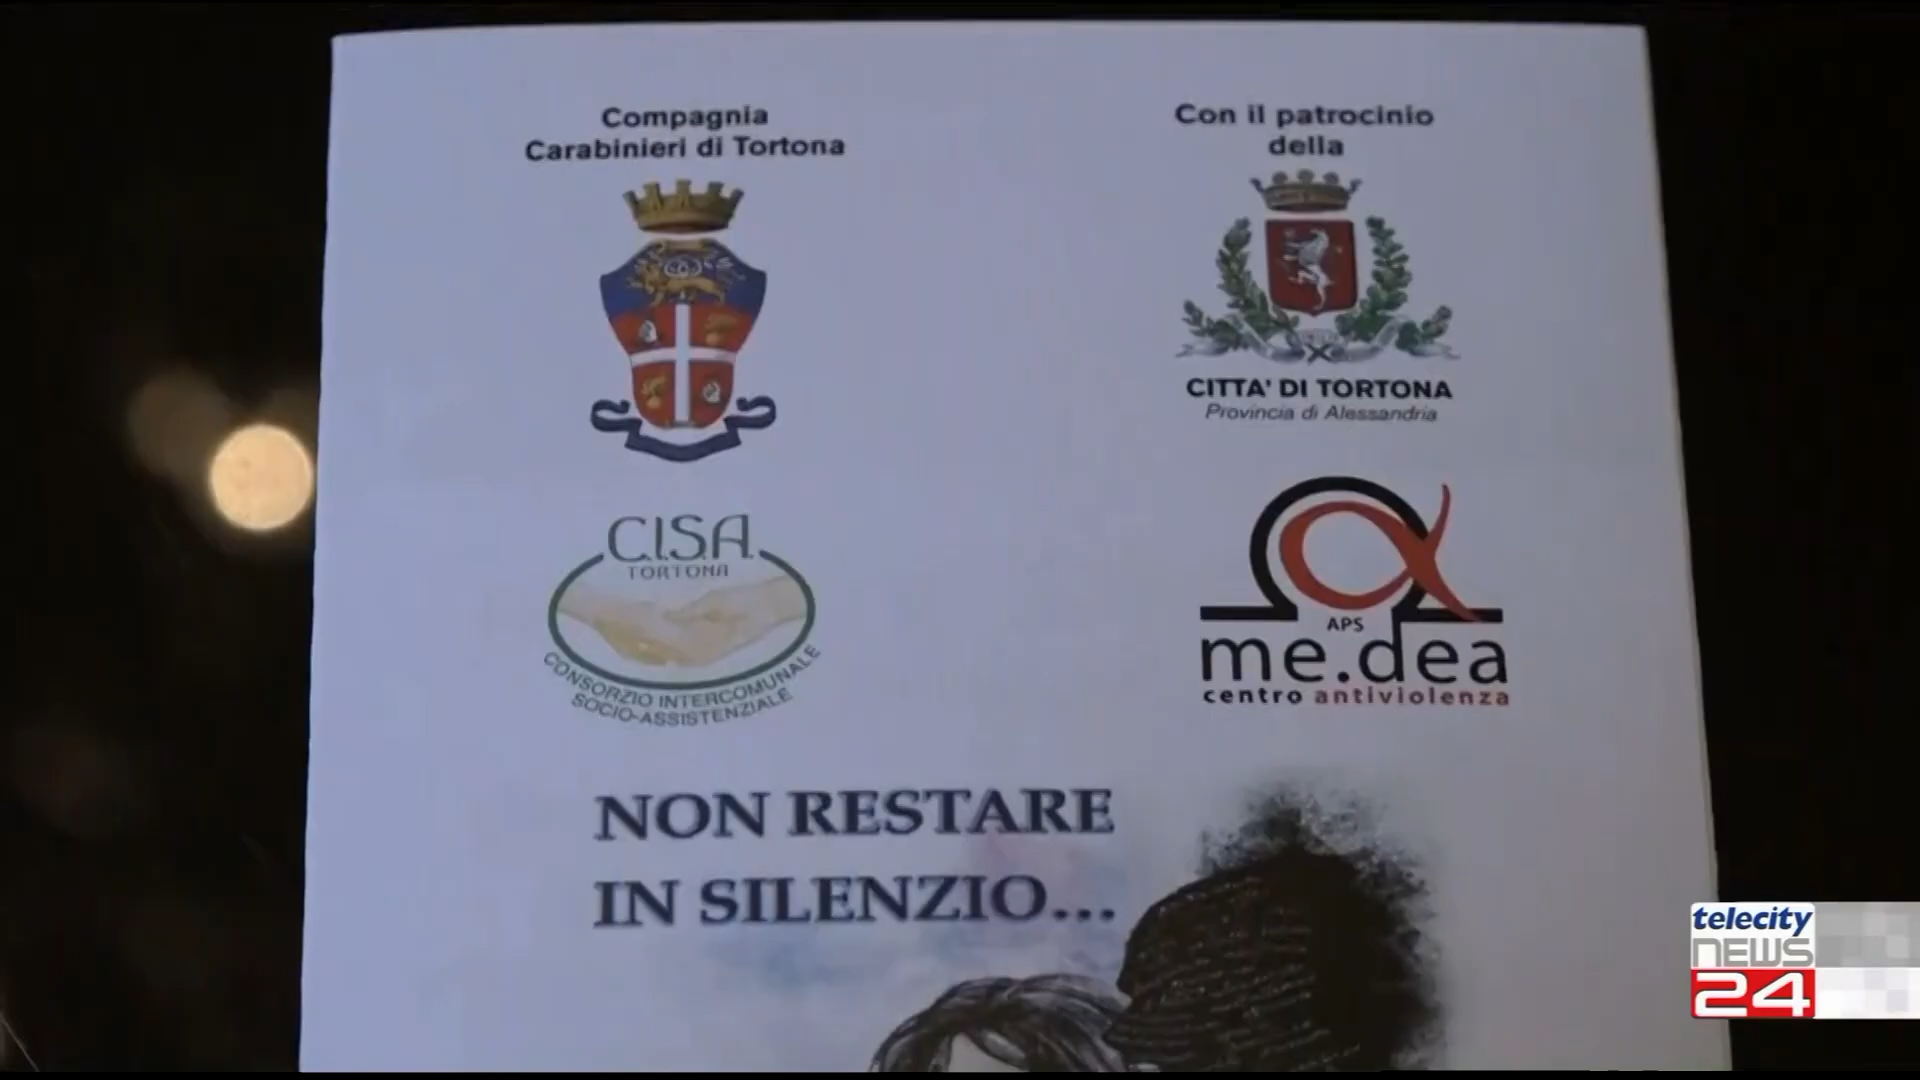 Compagnia
Carabinieri di Tortona
Con il patrocinio
della
CITTA' DI TORTONA
Provincia di Alessandria
C.I.S.A.
TORTONA
CONSORZIO INTERCOMUNALE
SOCIO-ASSISTENZIALE
APS
me.dea
centro antiviolenza
NON RESTARE
IN SILENZIO...
telecity
NEWS
24